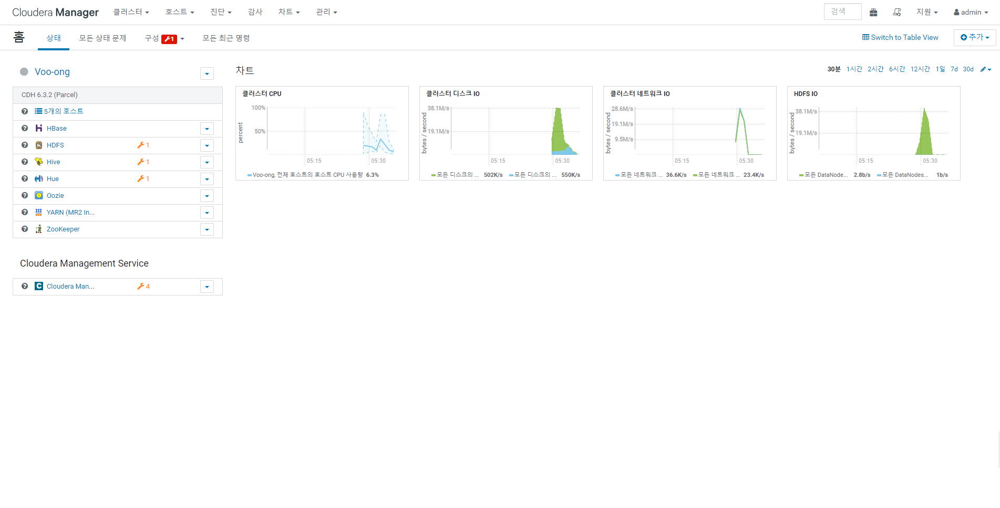 Cloudera Manager 클러스터 호스트 진단 감사 차트 관리 검색 지원 admin
홈 상태 모든 상태 문제 구성 1 모든 최근 명령 Switch to Table View 추가
Voo-ong
CDH 6.3.2 (Parcel)
5개의 호스트
HBase
HDFS 1
Hive 1
Hue 1
Oozie
YARN (MR2 In...
ZooKeeper
Cloudera Management Service
Cloudera Man... 4
차트 30분 1시간 2시간 6시간 12시간 1일 7d 30d
클러스터 CPU
percent
100%
50%
05:15 05:30
Voo-ong, 전체 호스트의 호스트 CPU 사용량 6.3%
클러스터 디스크 IO
bytes / second
38.1M/s
19.1M/s
05:15 05:30
모든 디스크의 ... 502K/s 모든 디스크의 ... 550K/s
클러스터 네트워크 IO
bytes / second
28.6M/s
19.1M/s
9.5M/s
05:15 05:30
모든 네트워크 ... 36.6K/s 모든 네트워크 ... 23.4K/s
HDFS IO
bytes / second
38.1M/s
19.1M/s
05:15 05:30
모든 DataNode... 2.8b/s 모든 DataNodes... 1b/s